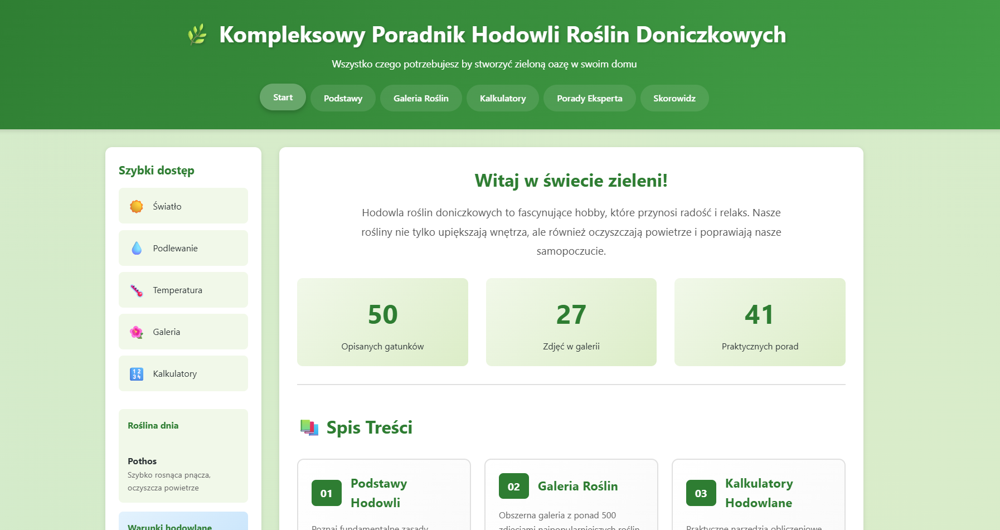 Kompleksowy Poradnik Hodowli Roślin Doniczkowych
Wszystko czego potrzebujesz by stworzyć zieloną oazę w swoim domu
Start
Podstawy
Galeria Roślin
Kalkulatory
Porady Eksperta
Skorowidz
Szybki dostęp
Światło
Podlewanie
Temperatura
Galeria
Kalkulatory
Roślina dnia
Pothos
Szybko rosnąca pnącza,
oczyszcza powietrze
Warunki hodowlane
Witaj w świecie zieleni!
Hodowla roślin doniczkowych to fascynujące hobby, które przynosi radość i relaks. Nasze
rośliny nie tylko upiększają wnętrza, ale również oczyszczają powietrze i poprawiają nasze
samopoczucie.
50
Opisanych gatunków
27
Zdjęć w galerii
41
Praktycznych porad
Spis Treści
01
Podstawy
Hodowli
Poznaj fundamentalne zasady
02
Galeria Roślin
Obszerna galeria z ponad 500
zdjęciami najpopularniejszych roślin
03
Kalkulatory
Hodowlane
Praktyczne narzędzia obliczeniowe